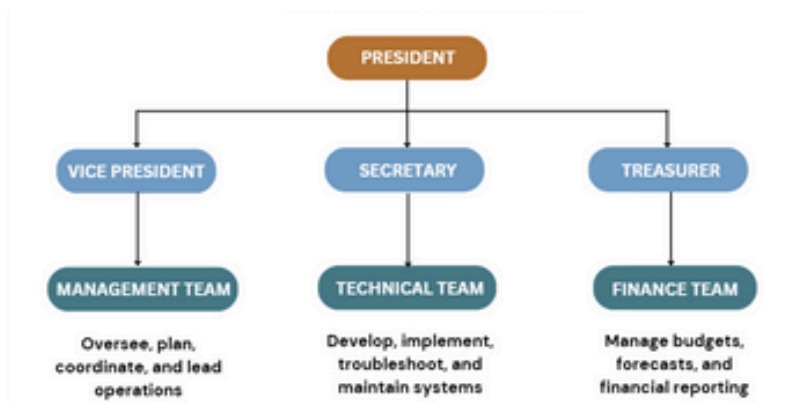 PRESIDENT
VICE PRESIDENT
SECRETARY
TREASURER
MANAGEMENT TEAM
TECHNICAL TEAM
FINANCE TEAM
Oversee, plan,
coordinate, and lead
operations
Develop, implement,
troubleshoot, and
maintain systems
Manage budgets,
forecasts, and
financial reporting